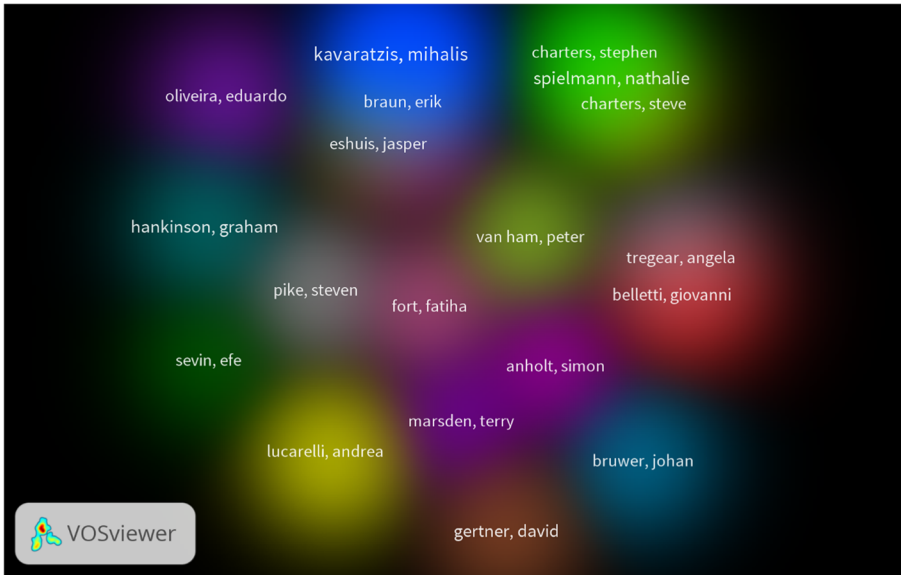 kavaratzis, mihalis
charters, stephen
spielmann, nathalie
oliveira, eduardo
braun, erik
charters, steve
eshuis, jasper
hankinson, graham
van ham, peter
tregear, angela
pike, steven
fort, fatiha
belletti, giovanni
sevin, efe
anholt, simon
marsden, terry
lucarelli, andrea
bruwer, johan
gertner, david
VOSviewer